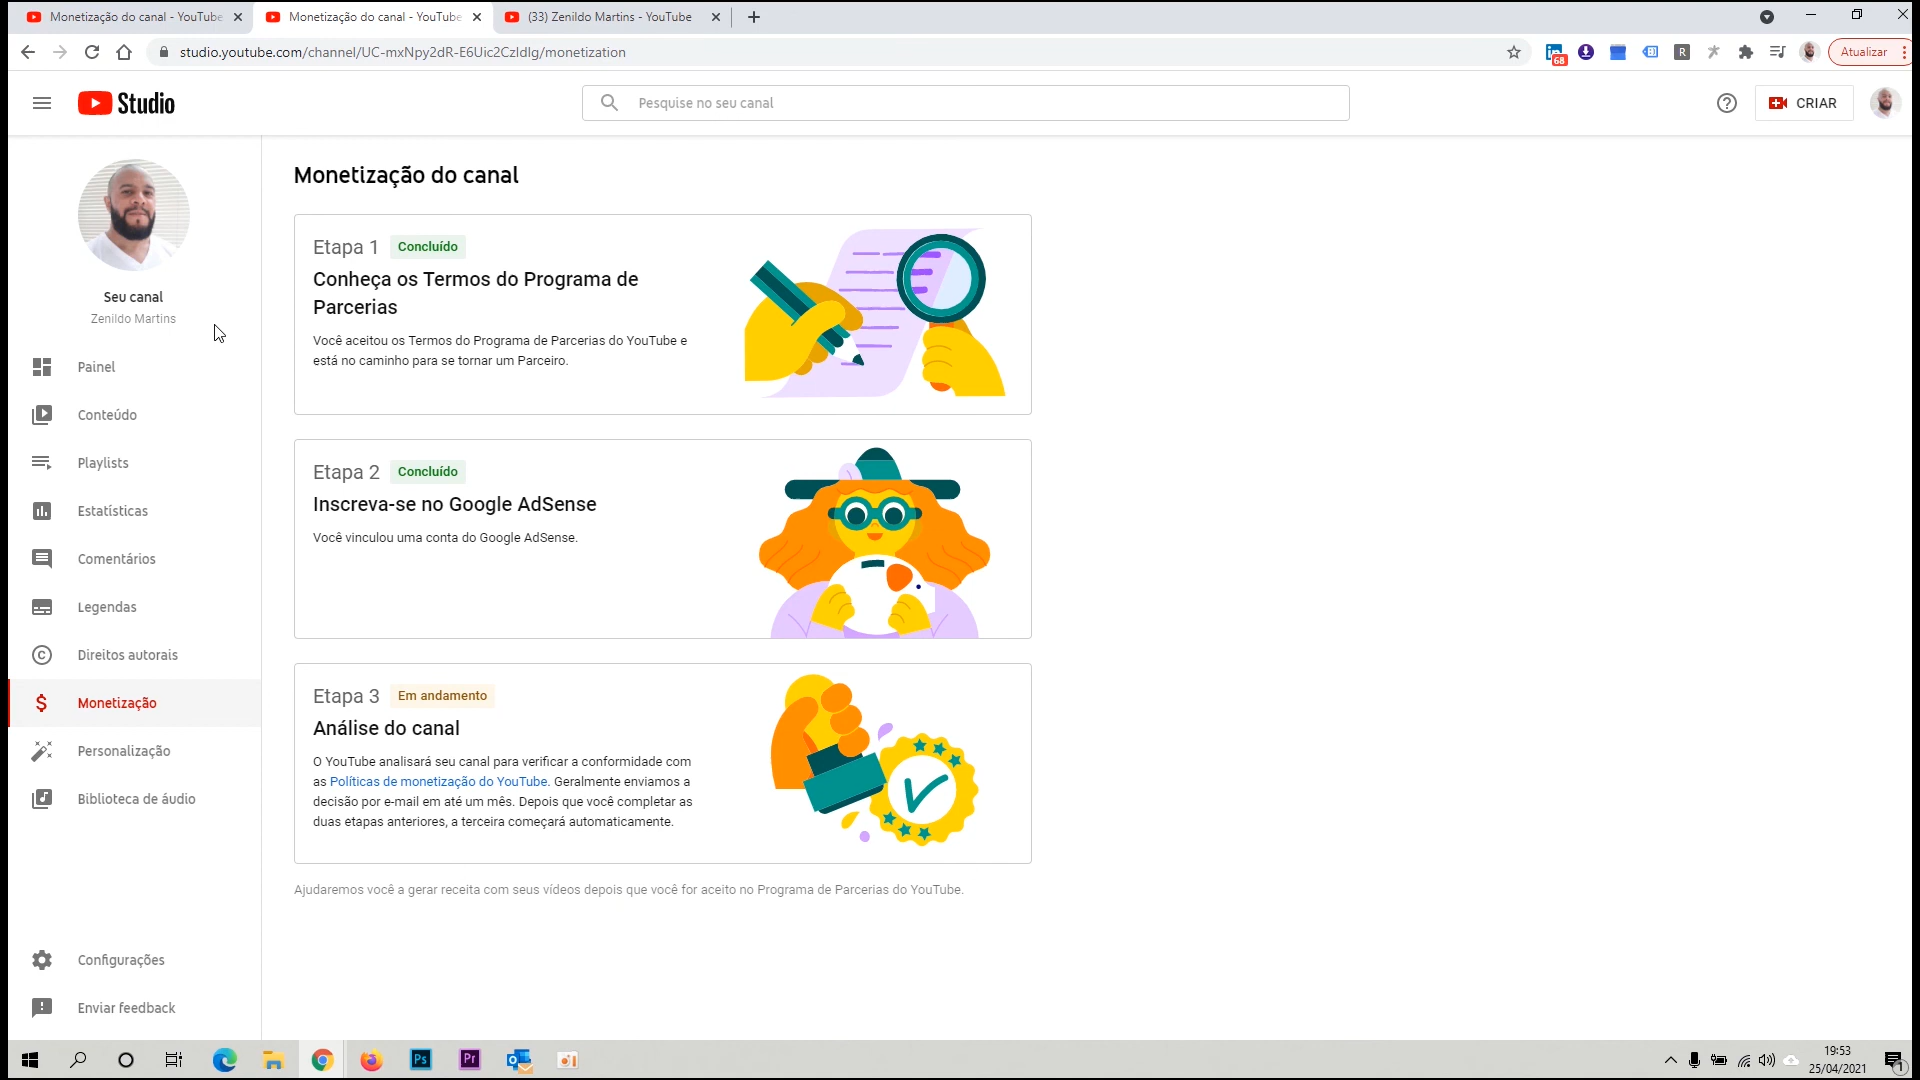 Monetização do canal - YouTube
Monetização do canal - YouTube
(33) Zenildo Martins - YouTube
studio.youtube.com/channel/UC-mxNpy2dR-E6Uic2CzIdIg/monetization
68
R
Atualizar
Studio
Pesquise no seu canal
CRIAR
Seu canal
Zenildo Martins
Painel
Conteúdo
Playlists
Estatísticas
Comentários
Legendas
Direitos autorais
Monetização
Personalização
Biblioteca de áudio
Configurações
Enviar feedback
Monetização do canal
Etapa 1 Concluído
Conheça os Termos do Programa de
Parcerias
Você aceitou os Termos do Programa de Parcerias do YouTube e
está no caminho para se tornar um Parceiro.
Etapa 2 Concluído
Inscreva-se no Google AdSense
Você vinculou uma conta do Google AdSense.
Etapa 3 Em andamento
Análise do canal
O YouTube analisará seu canal para verificar a conformidade com
as Políticas de monetização do YouTube. Geralmente enviamos a
decisão por e-mail em até um mês. Depois que você completar as
duas etapas anteriores, a terceira começará automaticamente.
Ajudaremos você a gerar receita com seus vídeos depois que você for aceito no Programa de Parcerias do YouTube.
Ps
Pr
19:53
25/04/2021
1